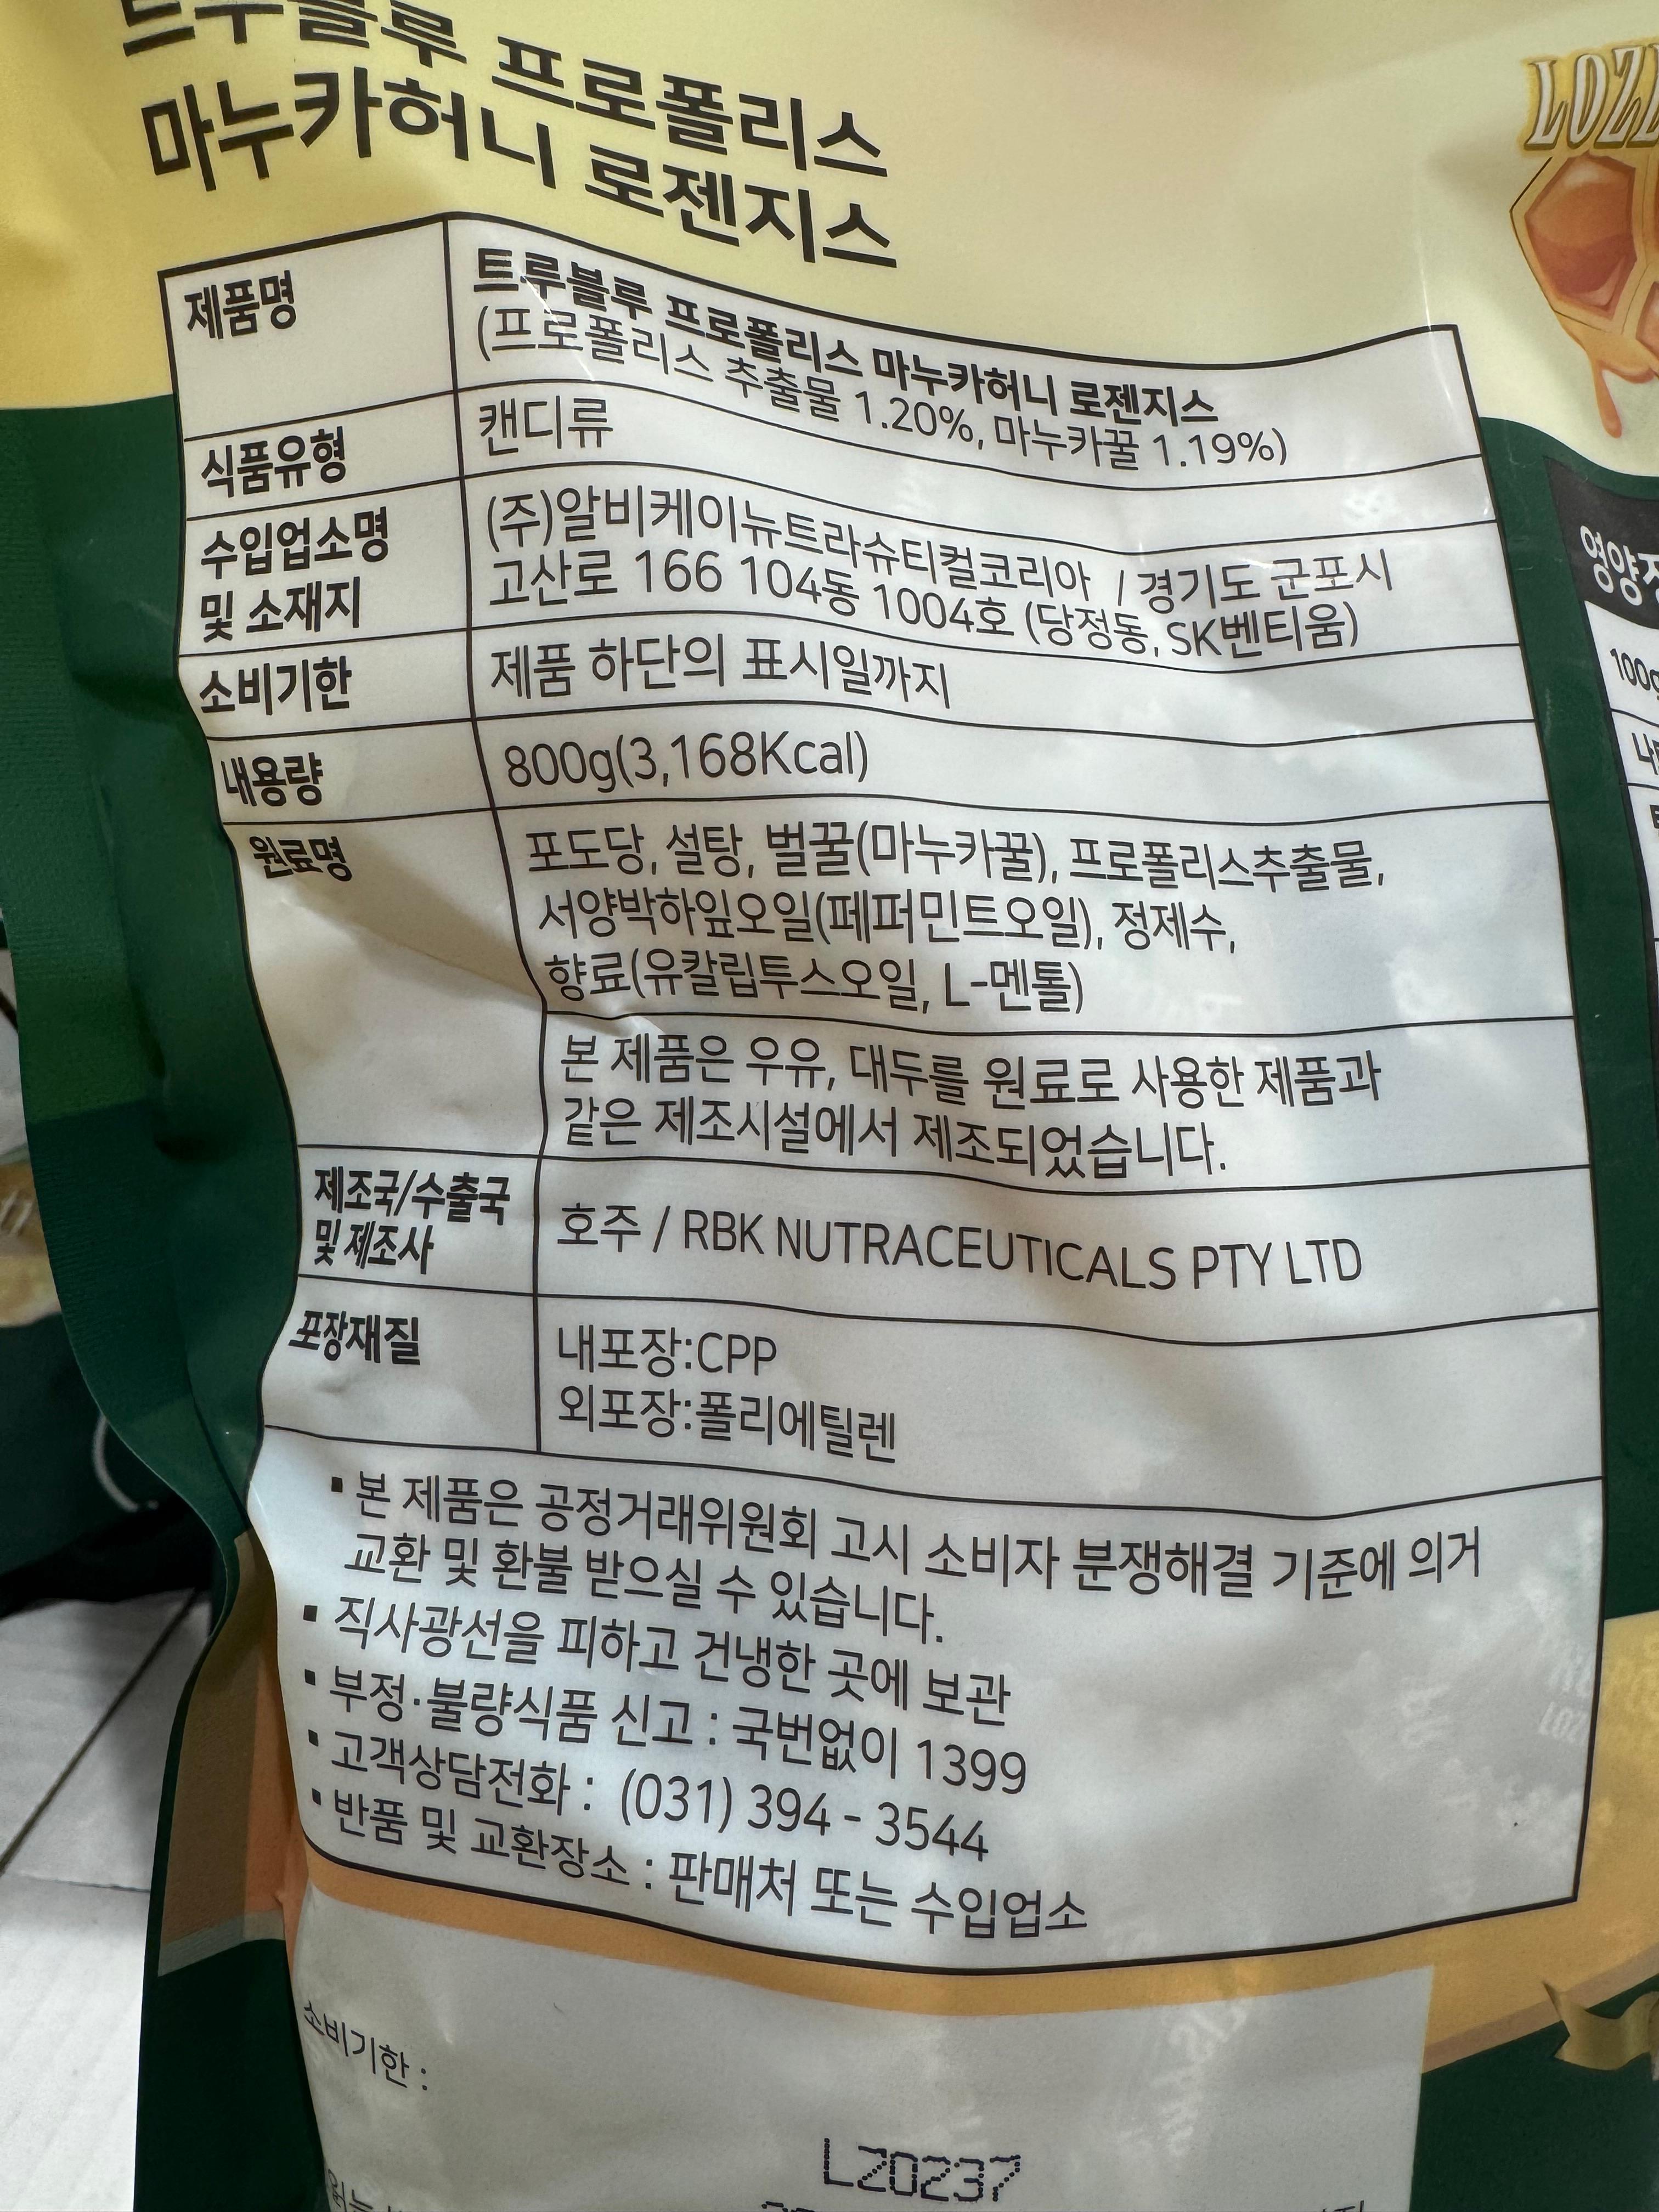 트루블루 프로폴리스
마누카허니 로젠지스
제품명
트루블루 프로폴리스 마누카허니 로젠지스
(프로폴리스 추출물 1.20%, 마누카꿀 1.19%)
식품유형
캔디류
수입업소명
및 소재지
(주)알비케이뉴트라슈티컬코리아 / 경기도 군포시
고산로 166 104동 1004호 (당정동, SK벤티움)
소비기한
제품 하단의 표시일까지
내용량
800g(3,168Kcal)
원료명
포도당, 설탕, 벌꿀(마누카꿀), 프로폴리스추출물,
서양박하잎오일(페퍼민트오일), 정제수,
향료(유칼립투스오일, L-멘톨)
본 제품은 우유, 대두를 원료로 사용한 제품과
같은 제조시설에서 제조되었습니다.
제조국/수출국
및 제조사
호주 / RBK NUTRACEUTICALS PTY LTD
포장재질
내포장:CPP
외포장:폴리에틸렌
▪ 본 제품은 공정거래위원회 고시 소비자 분쟁해결 기준에 의거
교환 및 환불 받으실 수 있습니다.
▪ 직사광선을 피하고 건냉한 곳에 보관
▪ 부정·불량식품 신고 : 국번없이 1399
▪ 고객상담전화 : (031) 394 - 3544
▪ 반품 및 교환장소 : 판매처 또는 수입업소
소비기한 :
LZ0237
100g